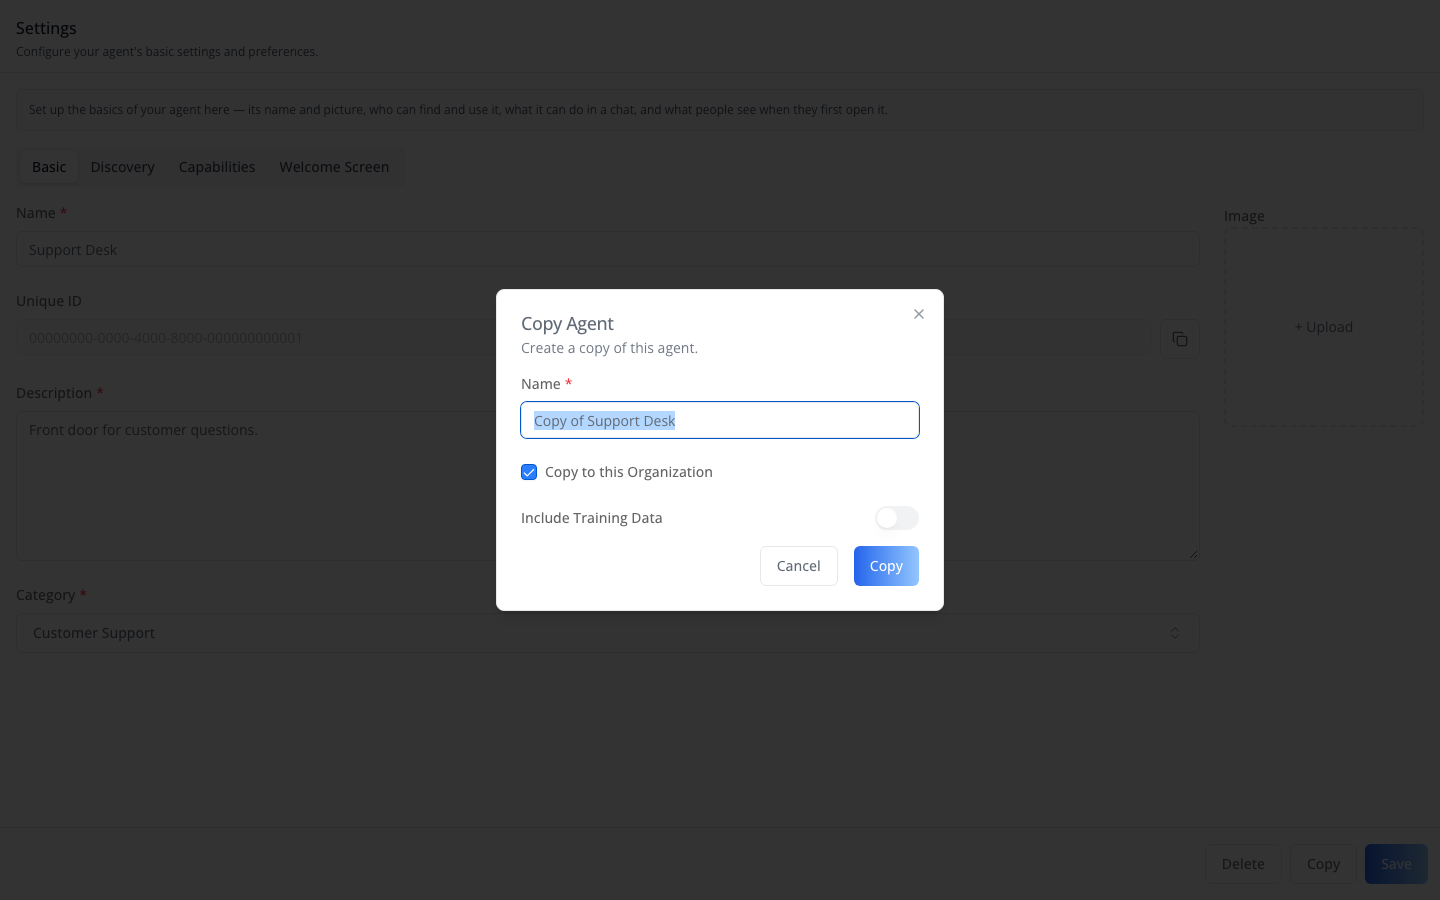 Settings
Configure your agent's basic settings and preferences.
Set up the basics of your agent here — its name and picture, who can find and use it, what it can do in a chat, and what people see when they first open it.
Basic Discovery Capabilities Welcome Screen
Name *
Support Desk
Image
+ Upload
Unique ID
00000000-0000-4000-8000-000000000001
Description *
Front door for customer questions.
Category *
Customer Support
Copy Agent
Create a copy of this agent.
Name *
Copy of Support Desk
Copy to this Organization
Include Training Data
Cancel Copy
Delete Copy Save